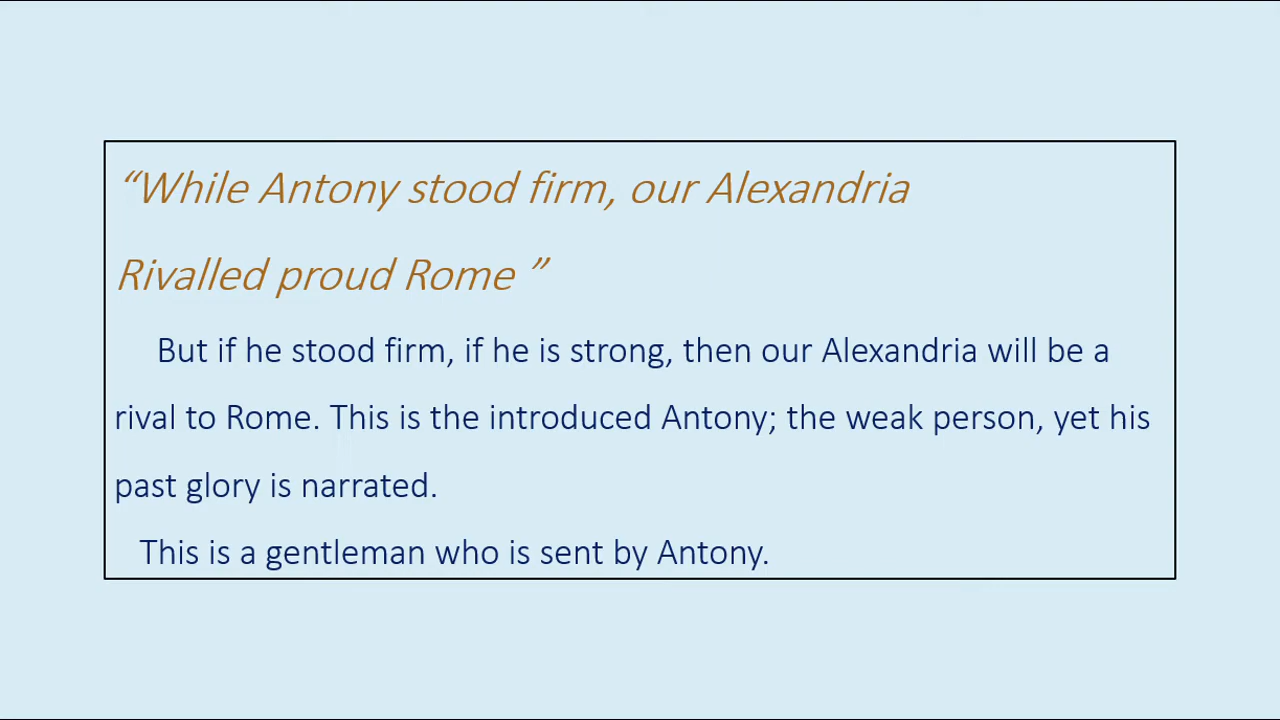 “While Antony stood firm, our Alexandria
Rivalled proud Rome ”
But if he stood firm, if he is strong, then our Alexandria will be a
rival to Rome. This is the introduced Antony; the weak person, yet his
past glory is narrated.
This is a gentleman who is sent by Antony.